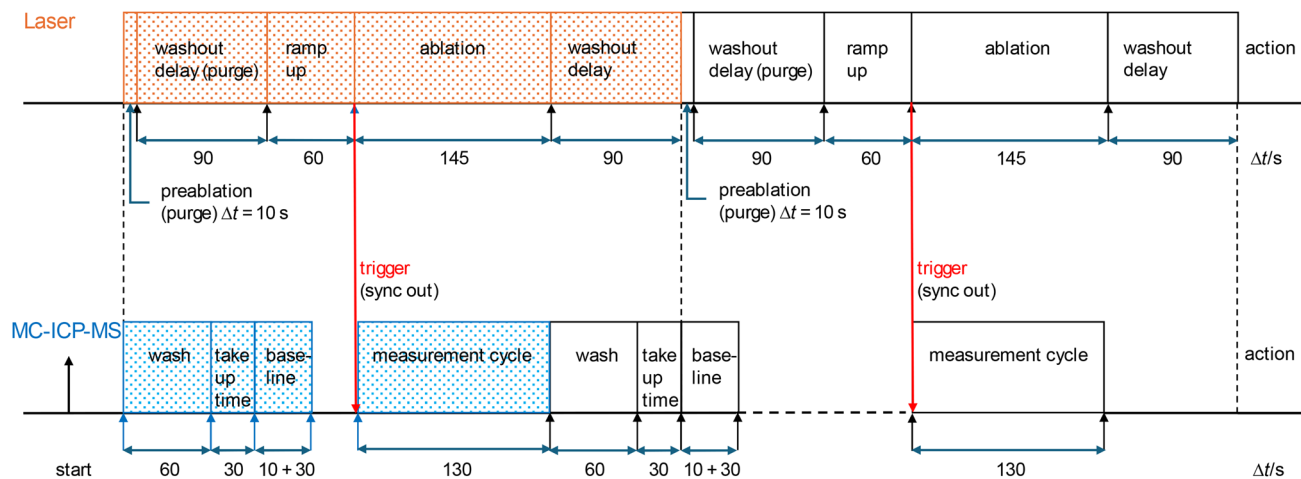 Laser
washout
delay (purge)
ramp
up
ablation
washout
delay
washout
delay (purge)
ramp
up
ablation
washout
delay
action
90
60
145
90
90
60
145
90
Δt/s
preablation
(purge) Δt = 10 s
preablation
(purge) Δt = 10 s
trigger
(sync out)
trigger
(sync out)
MC-ICP-MS
wash
take
up
time
base-
line
measurement cycle
wash
take
up
time
base-
line
measurement cycle
action
start
60
30
10 + 30
130
60
30
10 + 30
130
Δt/s